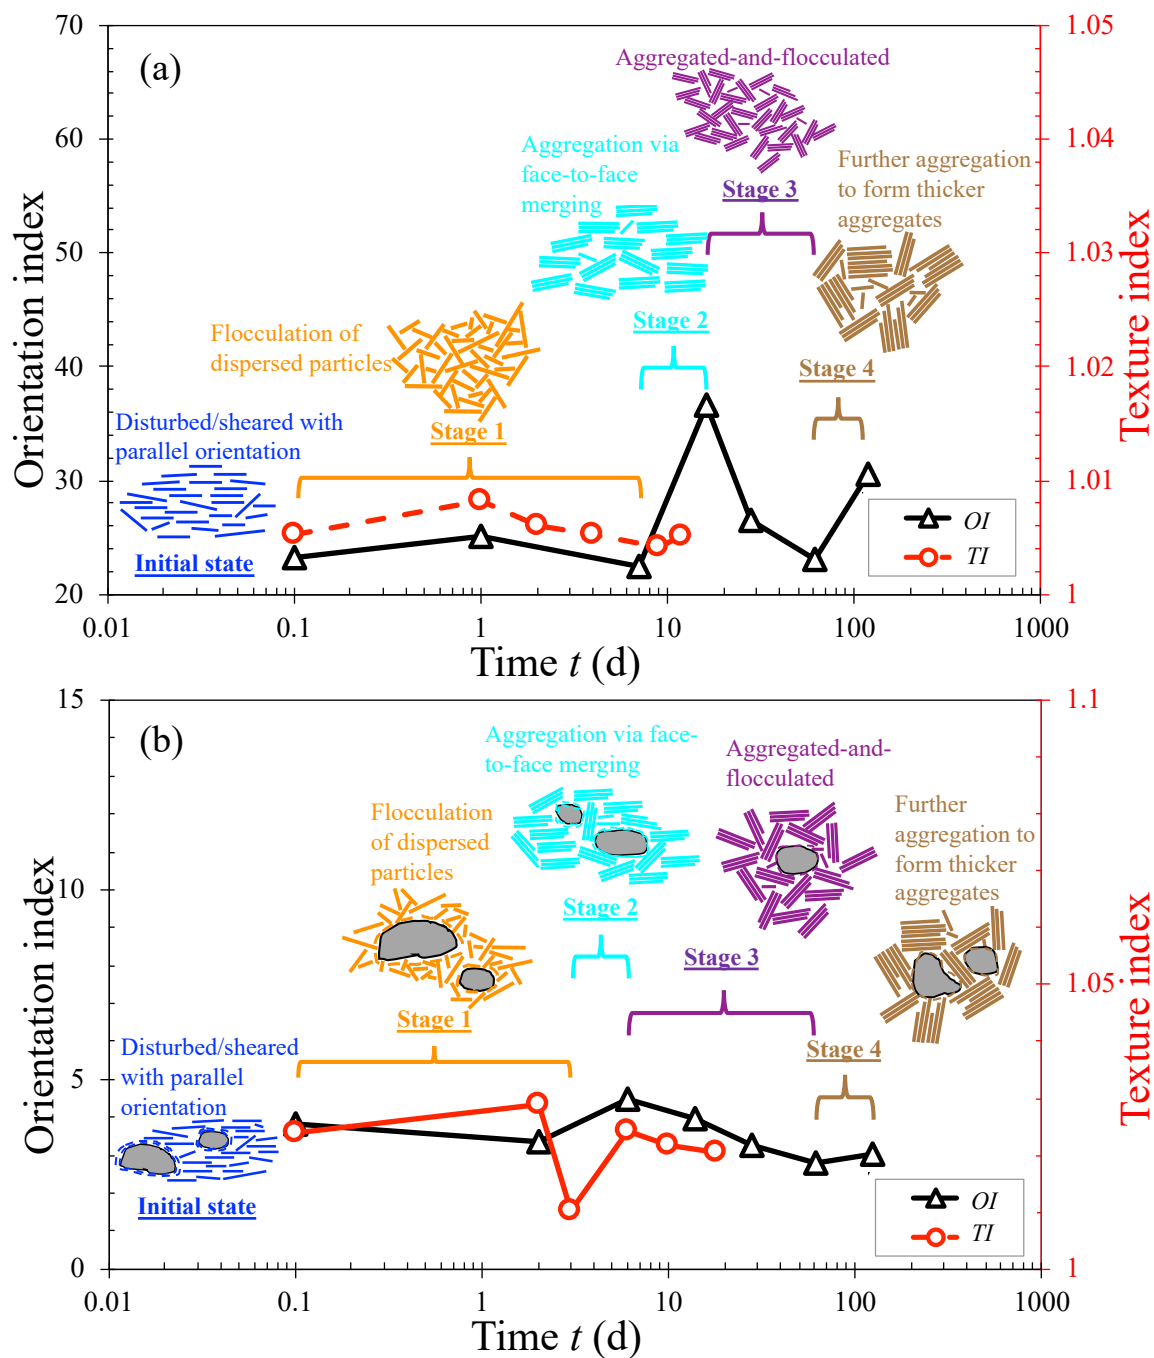 70
60
50
40
30
20
Orientation index
(a)
Aggregated-and-flocculated
Stage 3
Aggregation via
face-to-face
merging
Stage 2
Further aggregation
to form thicker
aggregates
Stage 4
Flocculation of
dispersed particles
Stage 1
Disturbed/sheared with
parallel orientation
Initial state
OI
TI
1.05
1.04
1.03
1.02
1.01
1
Texture index
0.01
0.1
1
10
100
1000
Time t (d)
15
10
5
0
Orientation index
(b)
Aggregation via face-
to-face merging
Stage 2
Aggregated-and-
flocculated
Stage 3
Flocculation
of dispersed
particles
Stage 1
Further
aggregation to
form thicker
aggregates
Stage 4
Disturbed/sheared
with parallel
orientation
Initial state
OI
TI
1.1
1.05
1
Texture index
0.01
0.1
1
10
100
1000
Time t (d)